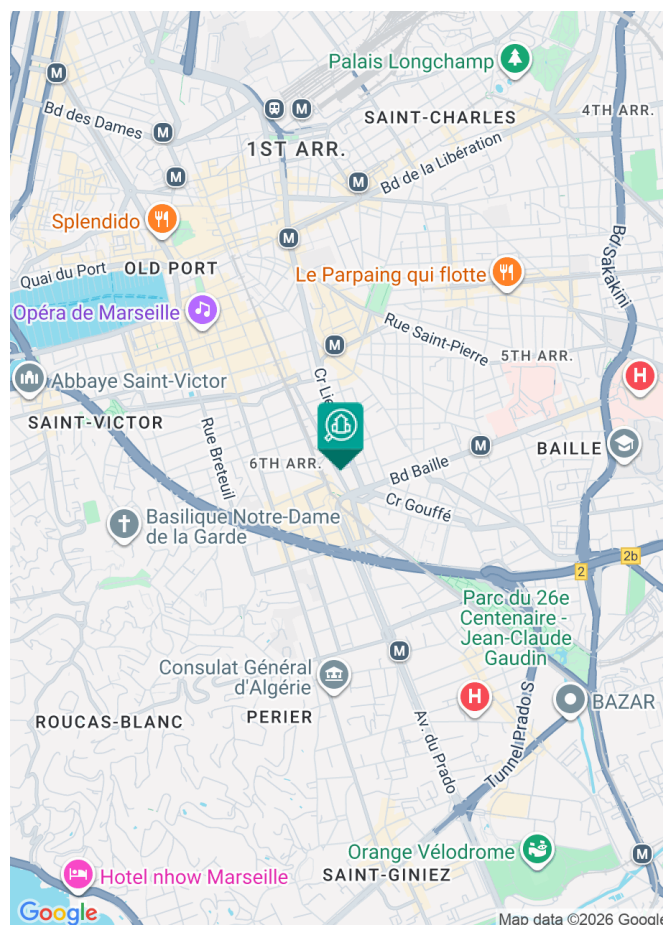 Palais Longchamp
M
Bd des Dames
M
M
SAINT-CHARLES
4TH ARR.
1ST ARR.
Bd de la Libération
M
M
Splendido
Bd Sakakini
M
Quai du Port
OLD PORT
Le Parpaing qui flotte
Opéra de Marseille
Rue Saint-Pierre
M
5TH ARR.
Cr Lie
H
Abbaye Saint-Victor
SAINT-VICTOR
Rue Breteuil
M
BAILLE
6TH ARR.
Bd Baille
Cr Gouffé
Basilique Notre-Dame
de la Garde
2b
2
Parc du 26e
Centenaire -
Jean-Claude
Gaudin
M
Consulat Général
d'Algérie
H
BAZAR
ROUCAS-BLANC
PERIER
Av. du Prado
Tunnel Prado S
Orange Vélodrome
M
Hotel nhow Marseille
SAINT-GINIEZ
Google
Map data ©2026 Google